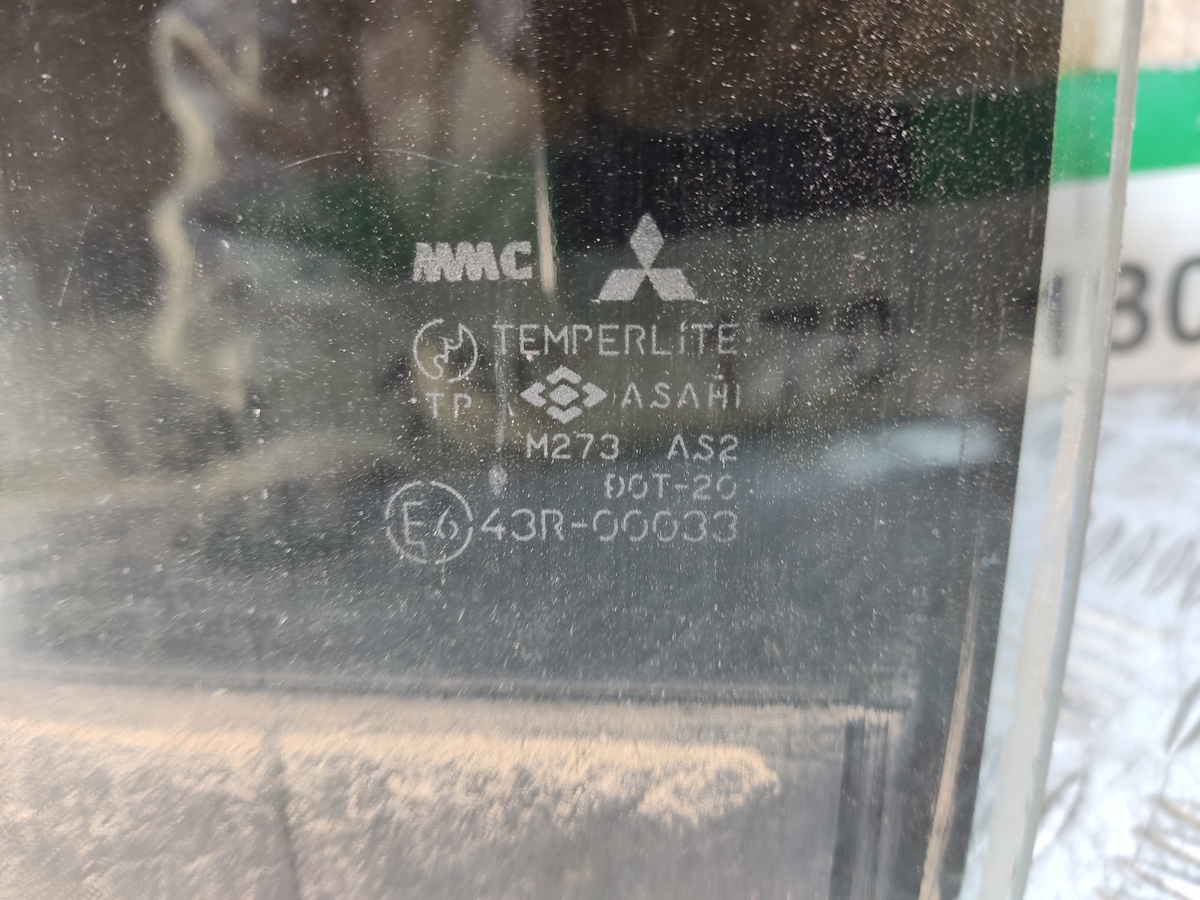 MMC
TEMPERLITE
TP ASAHI
M273 AS2
DOT-20
E6 43R-00033